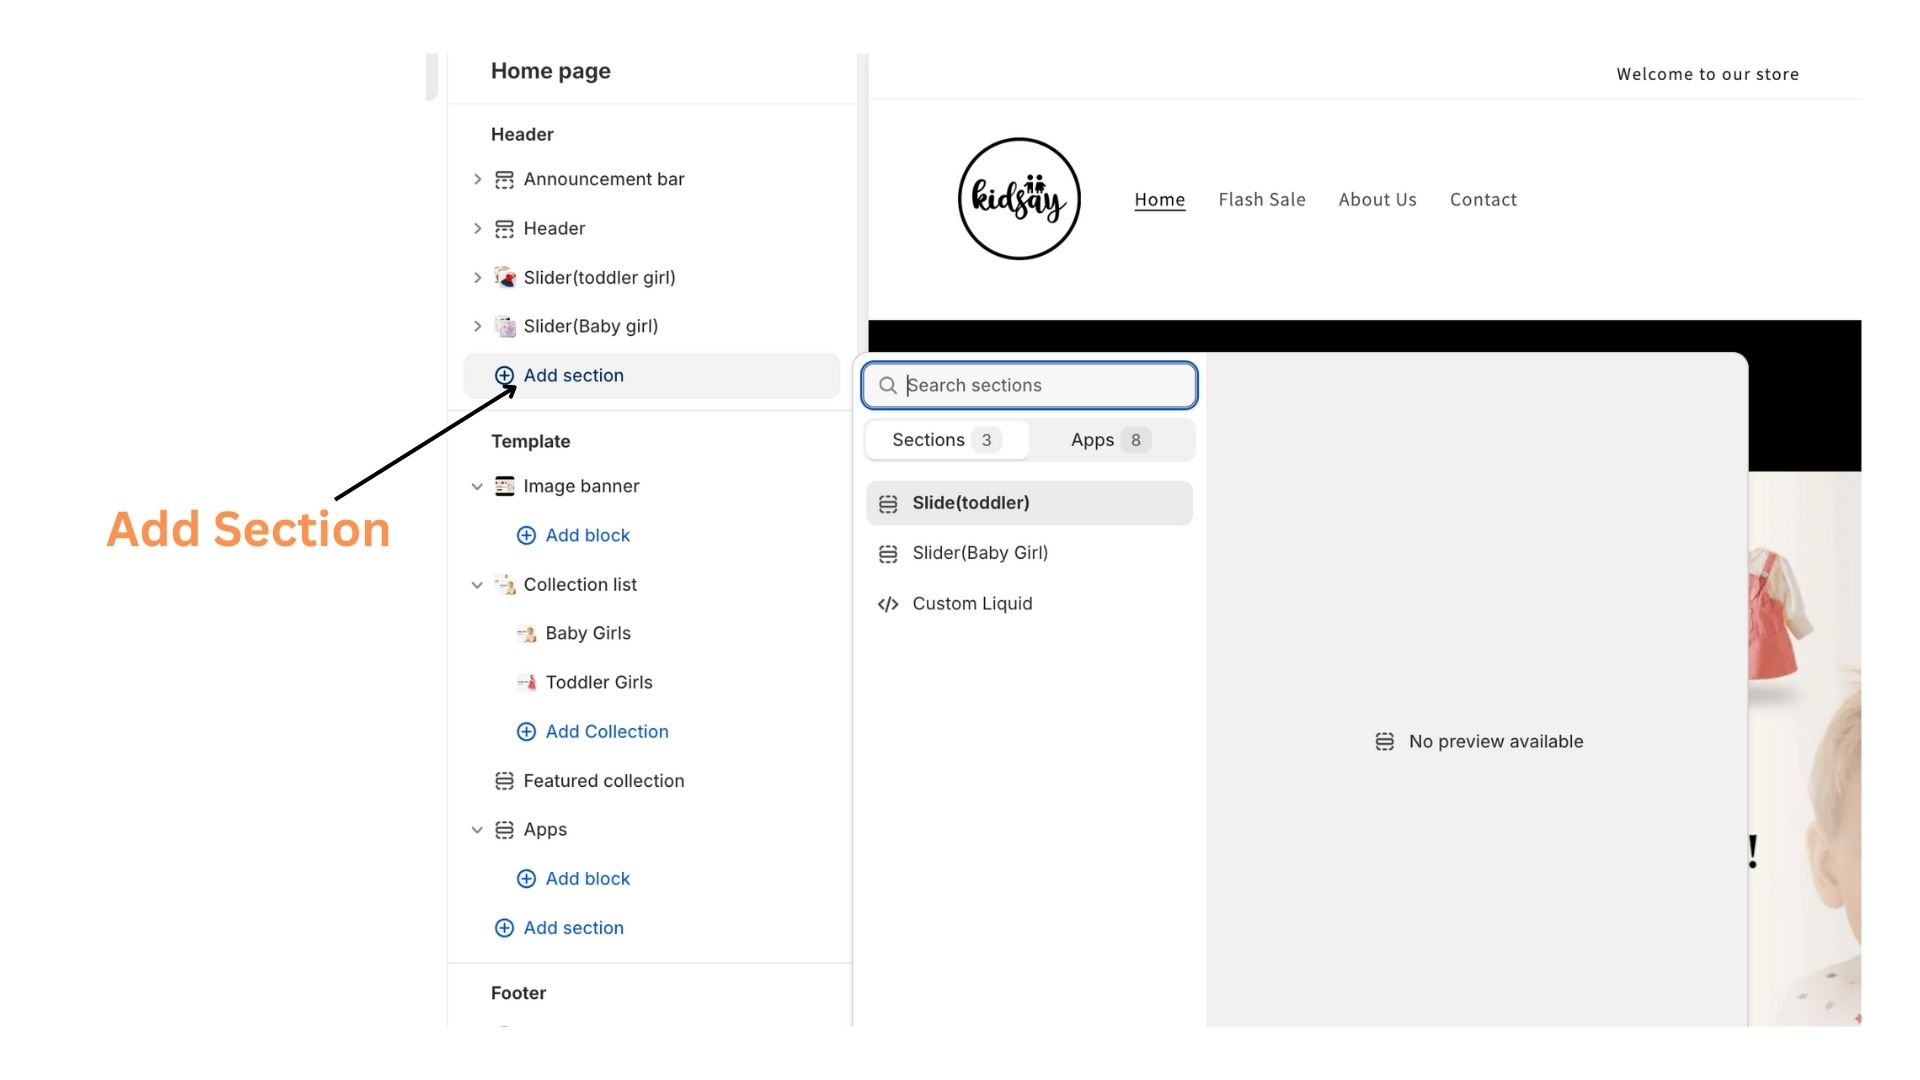 Home page
Header
Announcement bar
Header
Slider(toddler girl)
Slider(Baby girl)
Add section
Template
Image banner
Add block
Collection list
Baby Girls
Toddler Girls
Add Collection
Featured collection
Apps
Add block
Add section
Footer
Add Section
Welcome to our store
kidsay
Home Flash Sale About Us Contact
Search sections
Sections 3 Apps 8
Slide(toddler)
Slider(Baby Girl)
Custom Liquid
No preview available
!